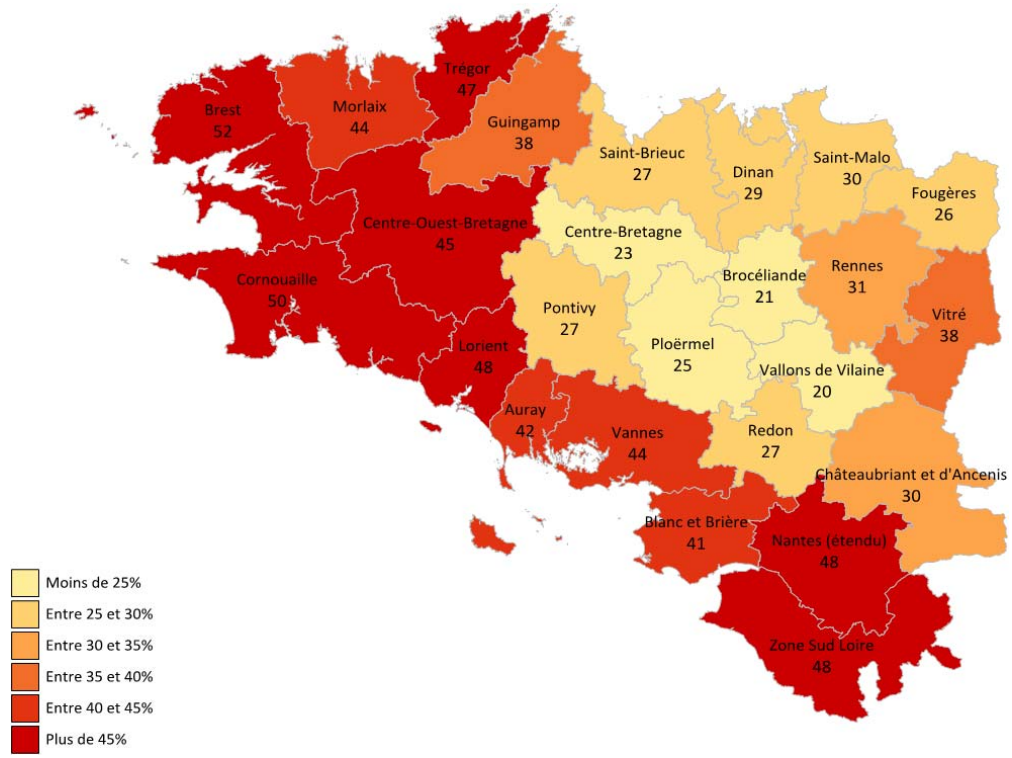 Trégor
47
Brest
52
Morlaix
44
Guingamp
38
Saint-Brieuc
27
Dinan
29
Saint-Malo
30
Fougères
26
Centre-Ouest-Bretagne
45
Centre-Bretagne
23
Brocéliande
21
Rennes
31
Vitré
38
Cornouaille
50
Pontivy
27
Lorient
48
Ploërmel
25
Vallons de Vilaine
20
Auray
42
Vannes
44
Redon
27
Châteaubriant et d'Ancenis
30
Blanc et Brière
41
Nantes (étendu)
48
Zone Sud Loire
48
Moins de 25%
Entre 25 et 30%
Entre 30 et 35%
Entre 35 et 40%
Entre 40 et 45%
Plus de 45%